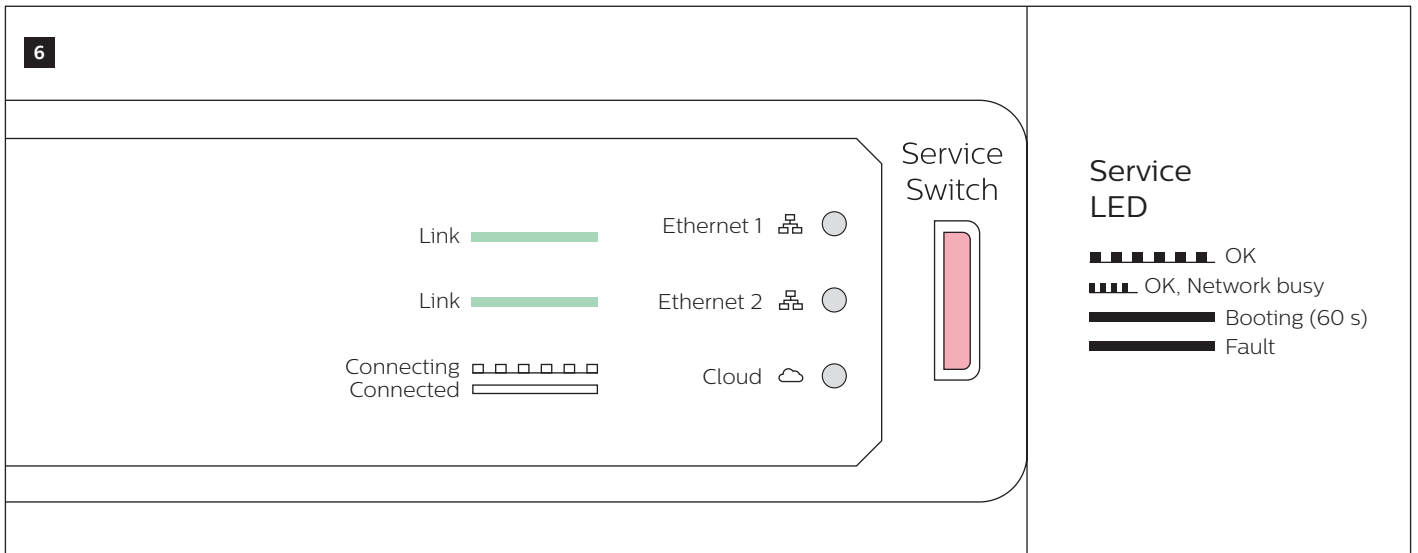 6
Service
Switch
Link
Ethernet 1
Link
Ethernet 2
Connecting
Connected
Cloud
Service
LED
OK
OK, Network busy
Booting (60 s)
Fault